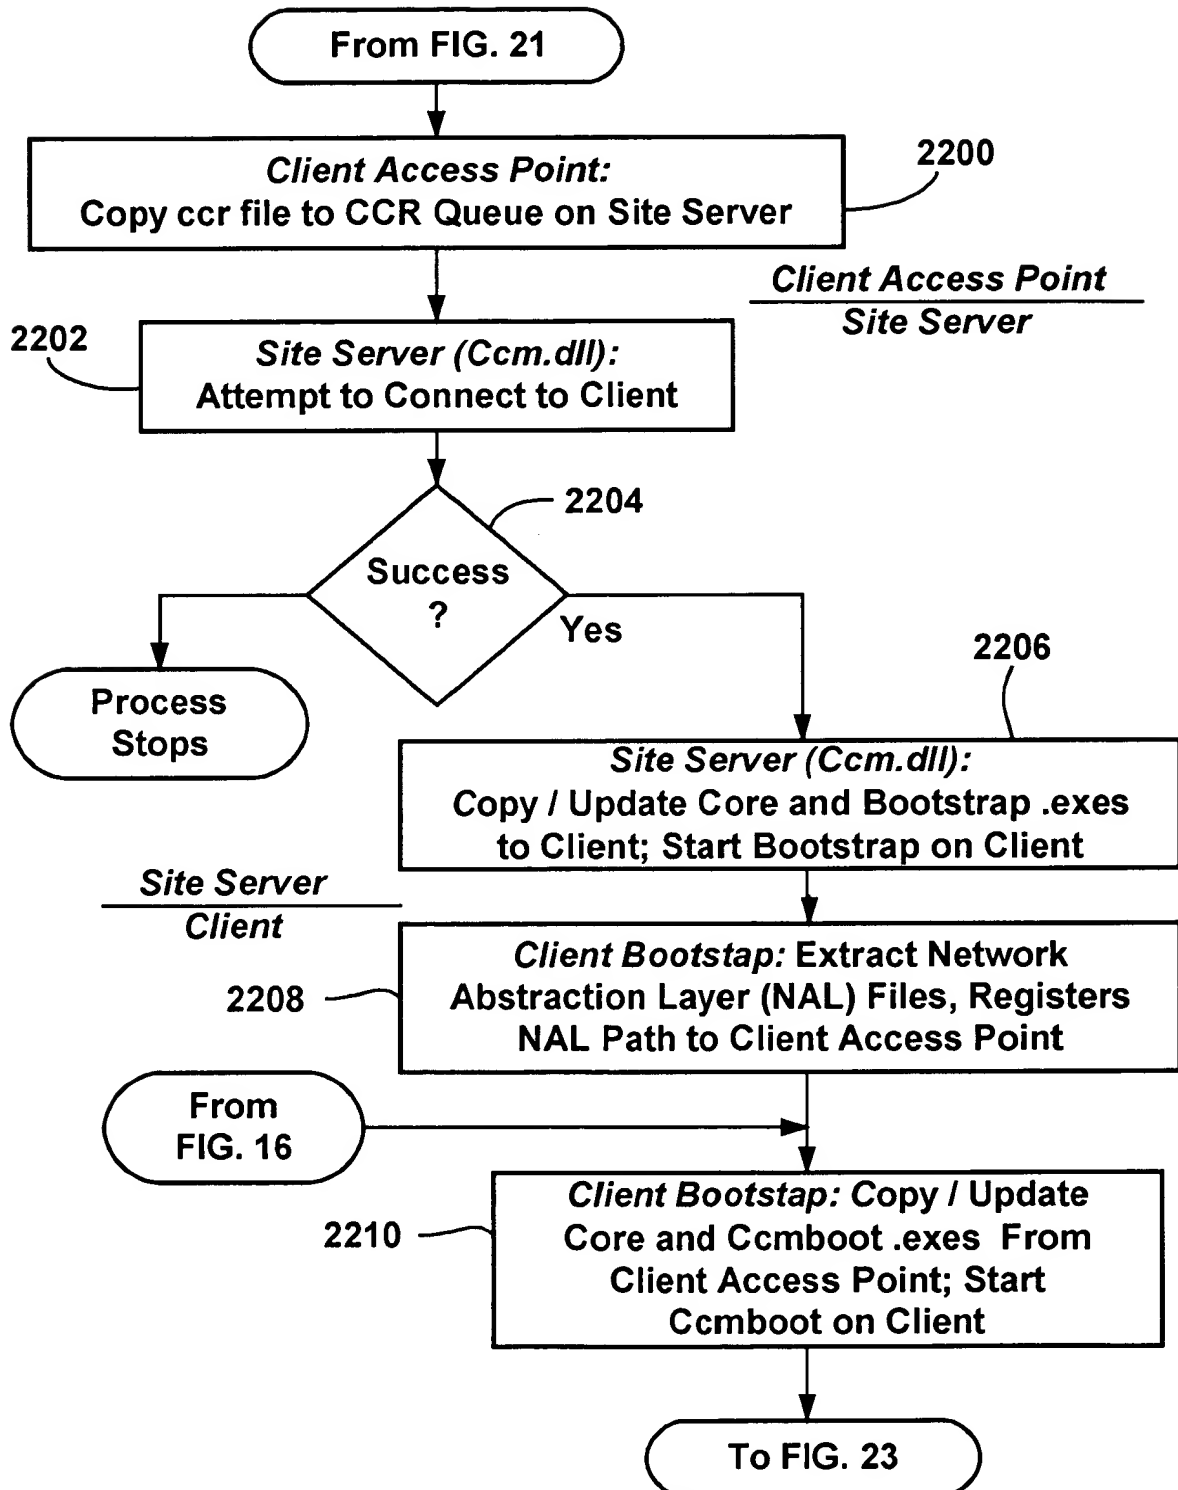 From FIG. 21
Client Access Point:
Copy ccr file to CCR Queue on Site Server
2200
Client Access Point
Site Server
2202
Site Server (Ccm.dll):
Attempt to Connect to Client
2204
Success
?
Yes
Process
Stops
2206
Site Server (Ccm.dll):
Copy / Update Core and Bootstrap .exes
to Client; Start Bootstrap on Client
Site Server
Client
2208
Client Bootstap: Extract Network
Abstraction Layer (NAL) Files, Registers
NAL Path to Client Access Point
From
FIG. 16
2210
Client Bootstap: Copy / Update
Core and Ccmboot .exes From
Client Access Point; Start
Ccmboot on Client
To FIG. 23